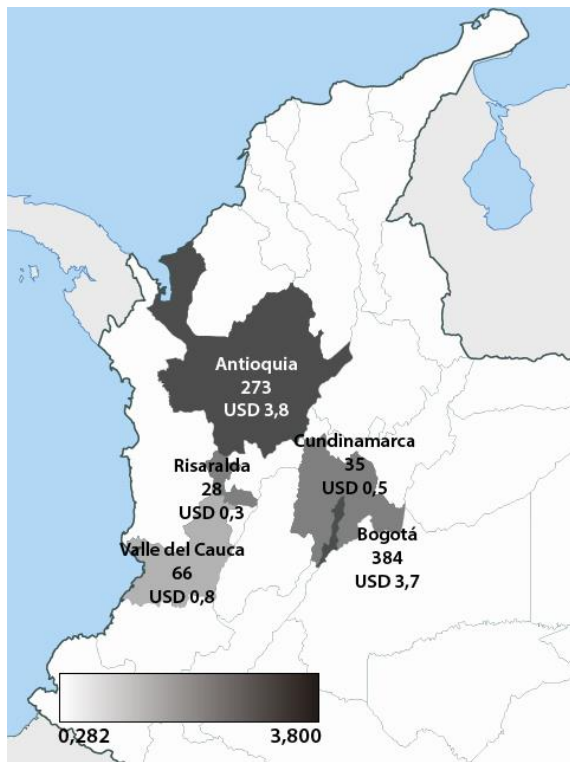 Antioquia
273
USD 3,8
Cundinamarca
35
USD 0,5
Risaralda
28
USD 0,3
Bogotá
384
USD 3,7
Valle del Cauca
66
USD 0,8
0,282
3,800